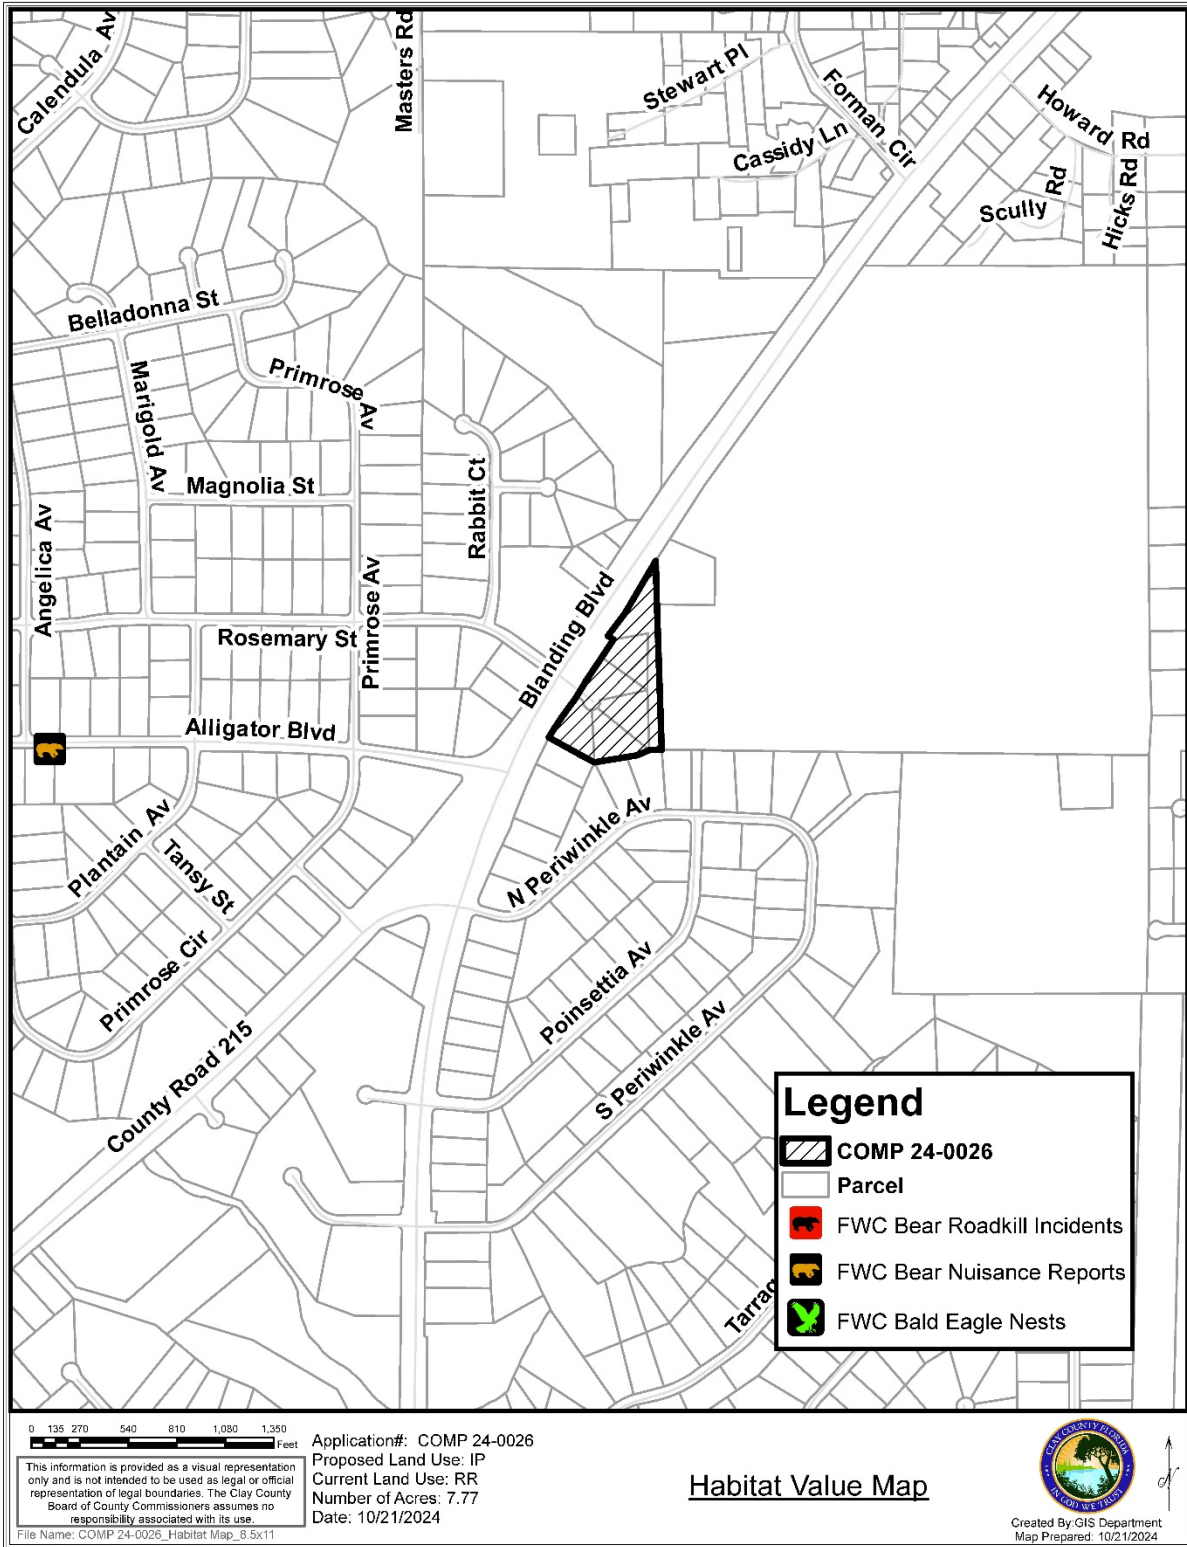 Calendula Av
Masters Rd
Stewart Pl
Forman Cir
Cassidy Ln
Howard Rd
Rd
Scully
Hicks Rd
Belladonna St
Primrose Av
Marigold Av
Magnolia St
Angelica Av
Rabbit Ct
Primrose Av
Rosemary St
Blanding Blvd
Alligator Blvd
Plantain Av
Tansy St
N Periwinkle Av
Primrose Cir
Poinsettia Av
S Periwinkle Av
County Road 215
Tarrag
Legend
COMP 24-0026
Parcel
FWC Bear Roadkill Incidents
FWC Bear Nuisance Reports
FWC Bald Eagle Nests
0 135 270 540 810 1,080 1,350
Feet
This information is provided as a visual representation
only and is not intended to be used as legal or official
representation of legal boundaries. The Clay County
Board of County Commissioners assumes no
responsibility associated with its use.
File Name: COMP 24-0026_Habitat Map_8.5x11
Application#: COMP 24-0026
Proposed Land Use: IP
Current Land Use: RR
Number of Acres: 7.77
Date: 10/21/2024
Habitat Value Map
CLAY COUNTY FLORIDA
IN GOD WE TRUST
N
Created By:GIS Department
Map Prepared: 10/21/2024